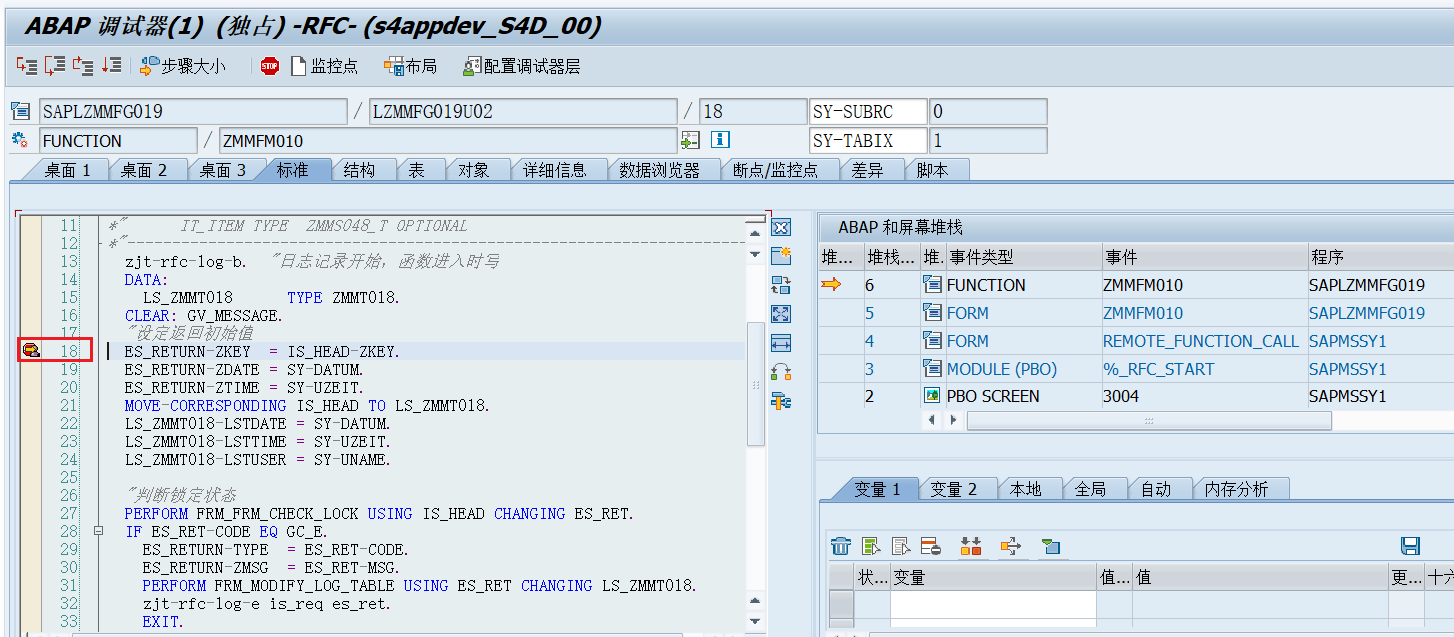 ABAP 调试器(1) (独占) -RFC- (s4appdev_S4D_00)
步骤大小 STOP 监控点 布局 配置调试器层
SAPLZMMFG019 / LZMMFG019U02 / 18 SY-SUBRC 0
FUNCTION / ZMMFM010 SY-TABIX 1
桌面 1 桌面 2 桌面 3 标准 结构 表 对象 详细信息 数据浏览器 断点/监控点 差异 脚本
11 *" IT_ITEM TYPE ZMMS048_T OPTIONAL
12 *"----------------------------------------------------------------------
13 zjt-rfc-log-b. "日志记录开始，函数进入时写
14 DATA:
15 LS_ZMMT018 TYPE ZMMT018.
16 CLEAR: GV_MESSAGE.
17 "设定返回初始值
18 ES_RETURN-ZKEY = IS_HEAD-ZKEY.
19 ES_RETURN-ZDATE = SY-DATUM.
20 ES_RETURN-ZTIME = SY-UZEIT.
21 MOVE-CORRESPONDING IS_HEAD TO LS_ZMMT018.
22 LS_ZMMT018-LSTDATE = SY-DATUM.
23 LS_ZMMT018-LSTTIME = SY-UZEIT.
24 LS_ZMMT018-LSTUSER = SY-UNAME.
25
26 "判断锁定状态
27 PERFORM FRM_FRM_CHECK_LOCK USING IS_HEAD CHANGING ES_RET.
28 IF ES_RET-CODE EQ GC_E.
29 ES_RETURN-TYPE = ES_RET-CODE.
30 ES_RETURN-ZMSG = ES_RET-MSG.
31 PERFORM FRM_MODIFY_LOG_TABLE USING ES_RET CHANGING LS_ZMMT018.
32 zjt-rfc-log-e is_req es_ret.
33 EXIT.
ABAP 和屏幕堆栈
堆... 堆栈... 堆. 事件类型 事件 程序
6 FUNCTION ZMMFM010 SAPLZMMFG019
5 FORM ZMMFM010 SAPLZMMFG019
4 FORM REMOTE_FUNCTION_CALL SAPMSSY1
3 MODULE (PBO) %_RFC_START SAPMSSY1
2 PBO SCREEN 3004 SAPMSSY1
变量 1 变量 2 本地 全局 自动 内存分析
状... 变量 值... 值 更... 十六